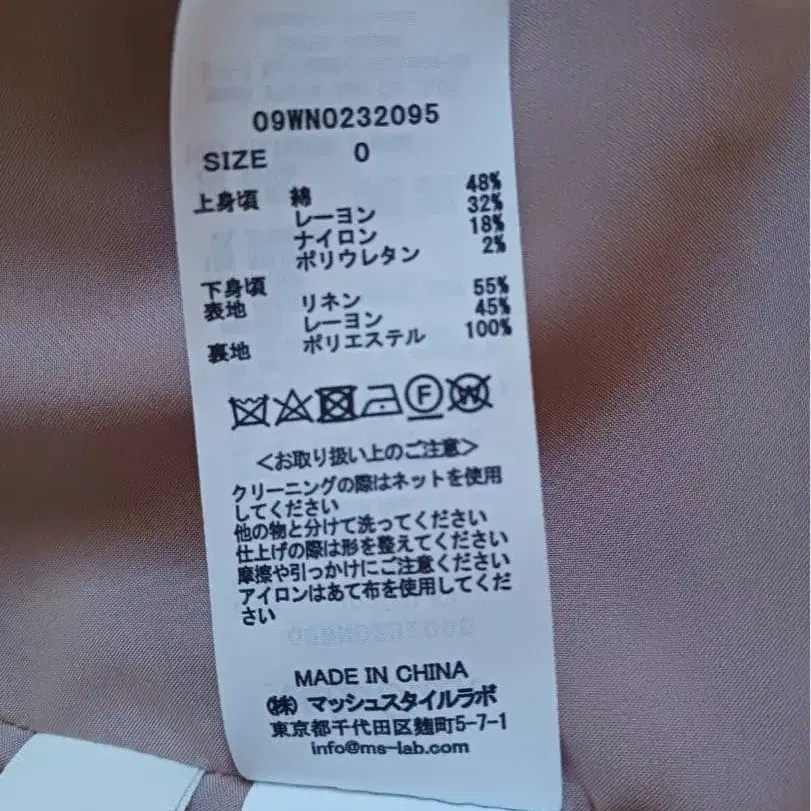 09WNO232095
SIZE 0
上身頃 綿 48%
レーヨン 32%
ナイロン 18%
ポリウレタン 2%
下身頃
表地 リネン 55%
レーヨン 45%
裏地 ポリエステル 100%
F W
<お取り扱い上のご注意>
クリーニングの際はネットを使用
してください
他の物と分けて洗ってください
仕上げの際は形を整えてください
摩擦や引っかけにご注意ください
アイロンはあて布を使用してくだ
さい
MADE IN CHINA
㈱ マッシュスタイルラボ
東京都千代田区麹町5-7-1
info@ms-lab.com